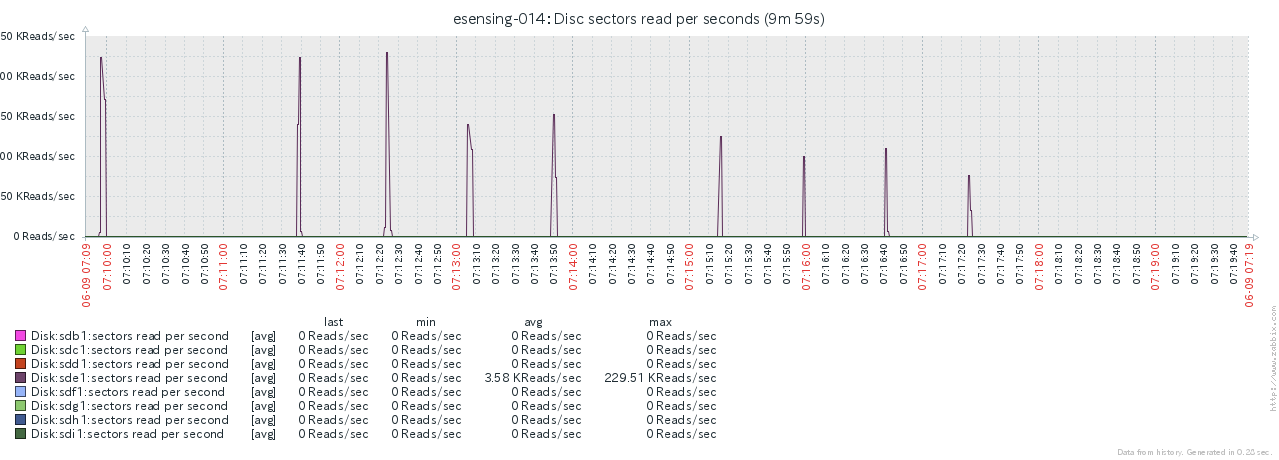 esensing-014: Disc sectors read per seconds (9m 59s)
50 KReads/sec
00 KReads/sec
50 KReads/sec
00 KReads/sec
50 KReads/sec
0 Reads/sec
06-09 07:09 07:10:00 07:10:10 07:10:20 07:10:30 07:10:40 07:10:50 07:11:00 07:11:10 07:11:20 07:11:30 07:11:40 07:11:50 07:12:00 07:12:10 07:12:20 07:12:30 07:12:40 07:12:50 07:13:00 07:13:10 07:13:20 07:13:30 07:13:40 07:13:50 07:14:00 07:14:10 07:14:20 07:14:30 07:14:40 07:14:50 07:15:00 07:15:10 07:15:20 07:15:30 07:15:40 07:15:50 07:16:00 07:16:10 07:16:20 07:16:30 07:16:40 07:16:50 07:17:00 07:17:10 07:17:20 07:17:30 07:17:40 07:17:50 07:18:00 07:18:10 07:18:20 07:18:30 07:18:40 07:18:50 07:19:00 07:19:10 07:19:20 07:19:30 07:19:40 06-09 07:19
last min avg max
Disk:sdb1:sectors read per second [avg] 0 Reads/sec 0 Reads/sec 0 Reads/sec 0 Reads/sec
Disk:sdc1:sectors read per second [avg] 0 Reads/sec 0 Reads/sec 0 Reads/sec 0 Reads/sec
Disk:sdd1:sectors read per second [avg] 0 Reads/sec 0 Reads/sec 0 Reads/sec 0 Reads/sec
Disk:sde1:sectors read per second [avg] 0 Reads/sec 0 Reads/sec 3.58 KReads/sec 229.51 KReads/sec
Disk:sdf1:sectors read per second [avg] 0 Reads/sec 0 Reads/sec 0 Reads/sec 0 Reads/sec
Disk:sdg1:sectors read per second [avg] 0 Reads/sec 0 Reads/sec 0 Reads/sec 0 Reads/sec
Disk:sdh1:sectors read per second [avg] 0 Reads/sec 0 Reads/sec 0 Reads/sec 0 Reads/sec
Disk:sdi1:sectors read per second [avg] 0 Reads/sec 0 Reads/sec 0 Reads/sec 0 Reads/sec
http://www.zabbix.com
Data from history. Generated in 0.28 sec.